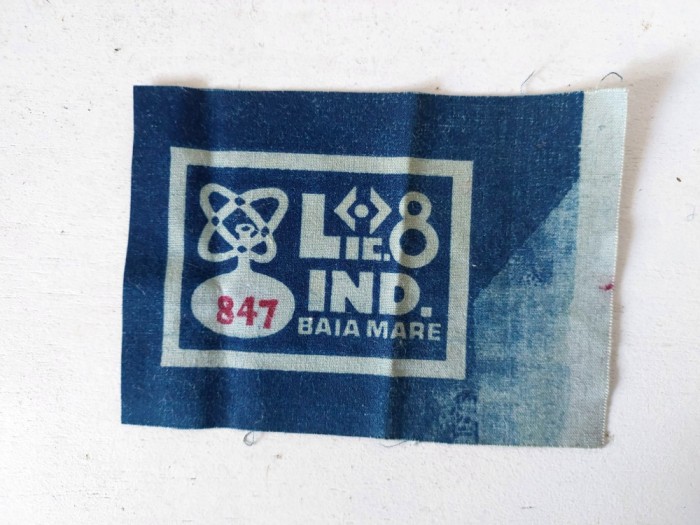 LIC. 8
IND.
BAIA MARE
847